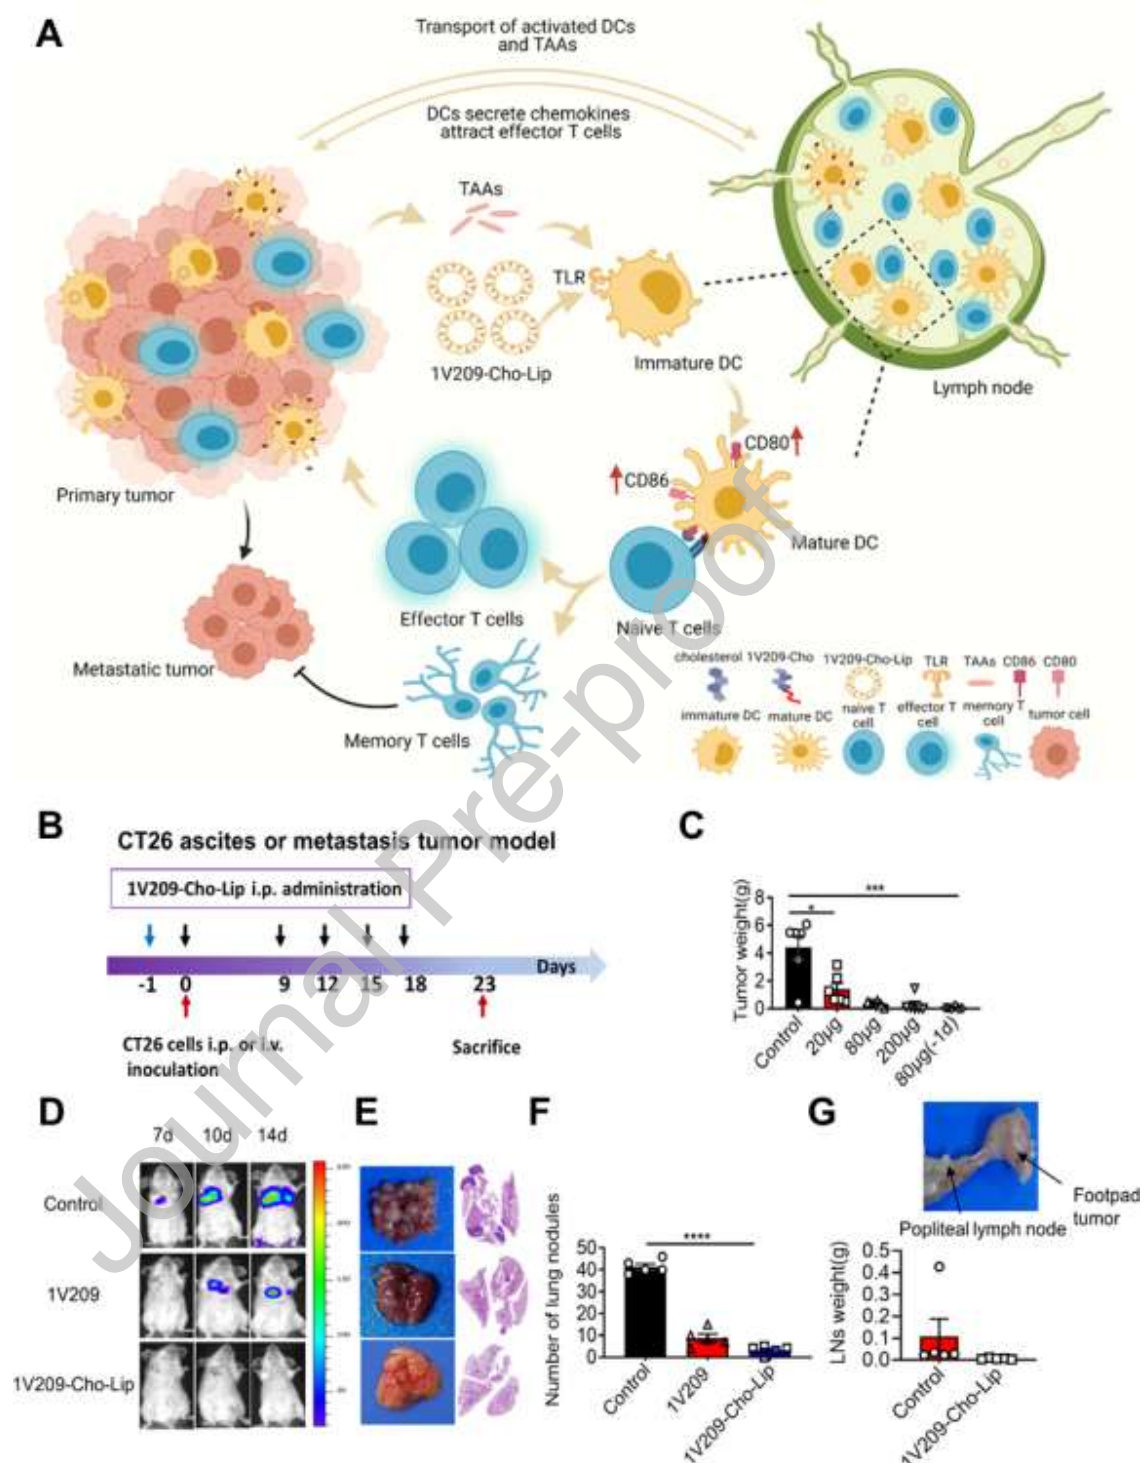 A
Transport of activated DCs
and TAAs
DCs secrete chemokines
attract effector T cells
TAAs
TLR
1V209-Cho-Lip
Immature DC
Lymph node
CD80
CD86
Mature DC
Primary tumor
Effector T cells
Naive T cells
Metastatic tumor
Memory T cells
cholesterol 1V209-Cho 1V209-Cho-Lip TLR TAAs CD86 CD80
immature DC mature DC naive T cell effector T cell memory T cell tumor cell
Journal Pre-proof
B
CT26 ascites or metastasis tumor model
1V209-Cho-Lip i.p. administration
-1 0 9 12 15 18 23 Days
CT26 cells i.p. or i.v.
inoculation
Sacrifice
C
Tumor weight(g)
8
6
4
2
0
***
*
Control
20μg
80μg
200μg
80μg(-1d)
D
7d 10d 14d
Control
1V209
1V209-Cho-Lip
E
F
Number of lung nodules
50
40
30
20
10
0
****
Control
1V209
1V209-Cho-Lip
G
Footpad
tumor
Popliteal lymph node
LNs weight(g)
0.5
0.4
0.3
0.2
0.1
0.0
Control
1V209-Cho-Lip